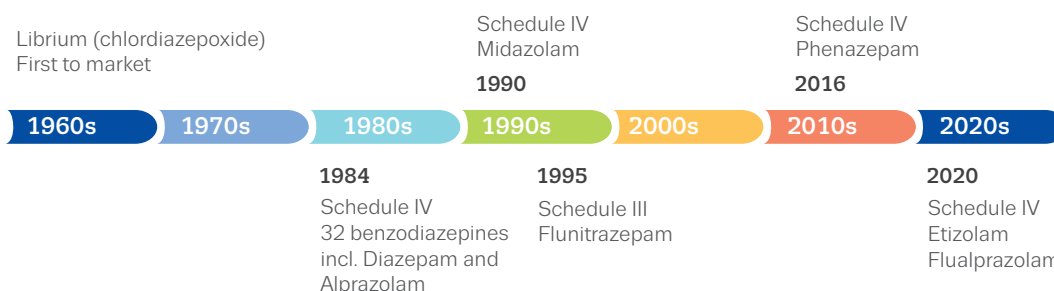 Librium (chlordiazepoxide)
First to market
Schedule IV
Midazolam
1990
Schedule IV
Phenazepam
2016
1960s
1970s
1980s
1990s
2000s
2010s
2020s
1984
Schedule IV
32 benzodiazepines
incl. Diazepam and
Alprazolam
1995
Schedule III
Flunitrazepam
2020
Schedule IV
Etizolam
Flualprazolam